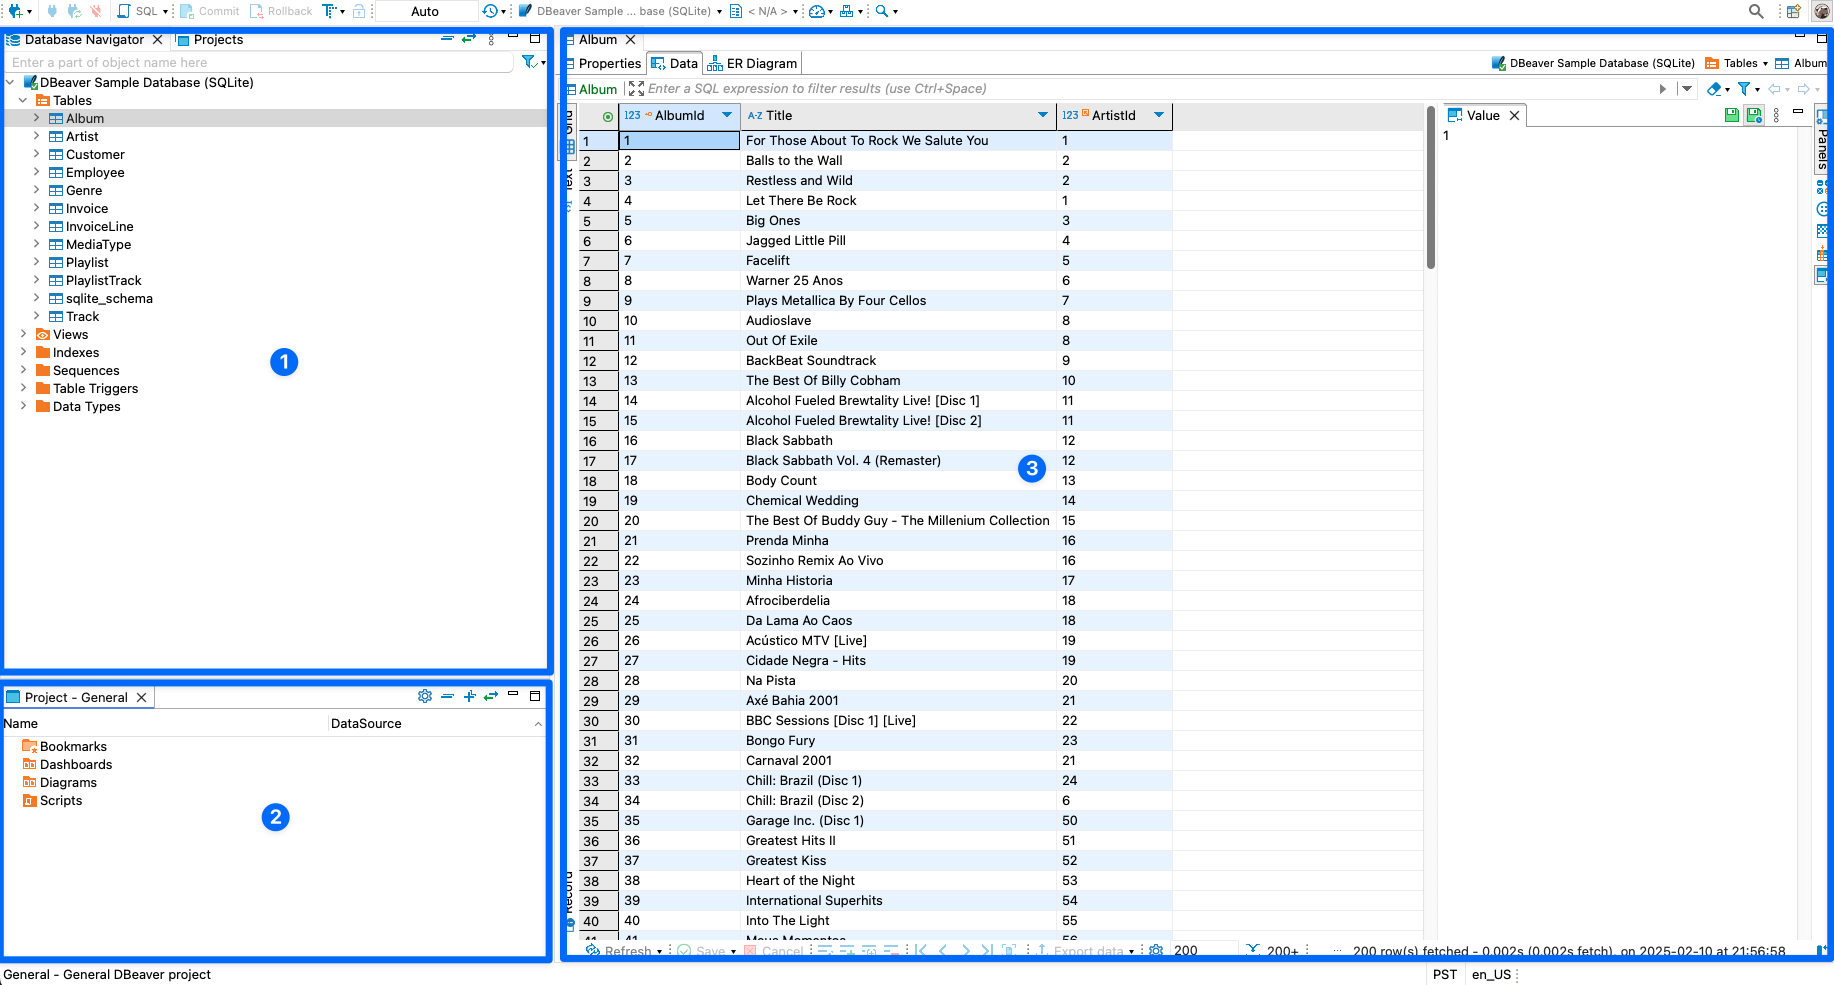 SQL Commit Rollback Auto DBeaver Sample ... base (SQLite) < N/A >
Database Navigator Projects
Enter a part of object name here
DBeaver Sample Database (SQLite)
Tables
Album
Artist
Customer
Employee
Genre
Invoice
InvoiceLine
MediaType
Playlist
PlaylistTrack
sqlite_schema
Track
Views
Indexes
Sequences
Table Triggers
Data Types
1
Project - General
Name DataSource
Bookmarks
Dashboards
Diagrams
Scripts
2
Album
Properties Data ER Diagram DBeaver Sample Database (SQLite) Tables Album
Album Enter a SQL expression to filter results (use Ctrl+Space)
Grid
Text
Record
123 AlbumId A-Z Title 123 ArtistId
1 1 For Those About To Rock We Salute You 1
2 2 Balls to the Wall 2
3 3 Restless and Wild 2
4 4 Let There Be Rock 1
5 5 Big Ones 3
6 6 Jagged Little Pill 4
7 7 Facelift 5
8 8 Warner 25 Anos 6
9 9 Plays Metallica By Four Cellos 7
10 10 Audioslave 8
11 11 Out Of Exile 8
12 12 BackBeat Soundtrack 9
13 13 The Best Of Billy Cobham 10
14 14 Alcohol Fueled Brewtality Live! [Disc 1] 11
15 15 Alcohol Fueled Brewtality Live! [Disc 2] 11
16 16 Black Sabbath 12
17 17 Black Sabbath Vol. 4 (Remaster) 12
18 18 Body Count 13
19 19 Chemical Wedding 14
20 20 The Best Of Buddy Guy - The Millenium Collection 15
21 21 Prenda Minha 16
22 22 Sozinho Remix Ao Vivo 16
23 23 Minha Historia 17
24 24 Afrociberdelia 18
25 25 Da Lama Ao Caos 18
26 26 Acústico MTV [Live] 19
27 27 Cidade Negra - Hits 19
28 28 Na Pista 20
29 29 Axé Bahia 2001 21
30 30 BBC Sessions [Disc 1] [Live] 22
31 31 Bongo Fury 23
32 32 Carnaval 2001 21
33 33 Chill: Brazil (Disc 1) 24
34 34 Chill: Brazil (Disc 2) 6
35 35 Garage Inc. (Disc 1) 50
36 36 Greatest Hits II 51
37 37 Greatest Kiss 52
38 38 Heart of the Night 53
39 39 International Superhits 54
40 40 Into The Light 55
41 41 Meus Momentos 56
3
Value
1
Panels
Refresh Save Cancel Export data 200 200+ 200 row(s) fetched - 0.002s (0.002s fetch), on 2025-02-10 at 21:56:58
General - General DBeaver project PST en_US